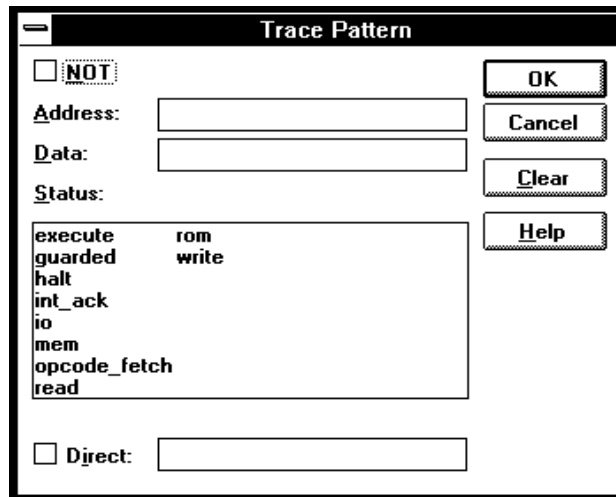 Trace Pattern
NOT
OK
Address:
Cancel
Data:
Clear
Status:
Help
execute rom
guarded write
halt
int_ack
io
mem
opcode_fetch
read
Direct: